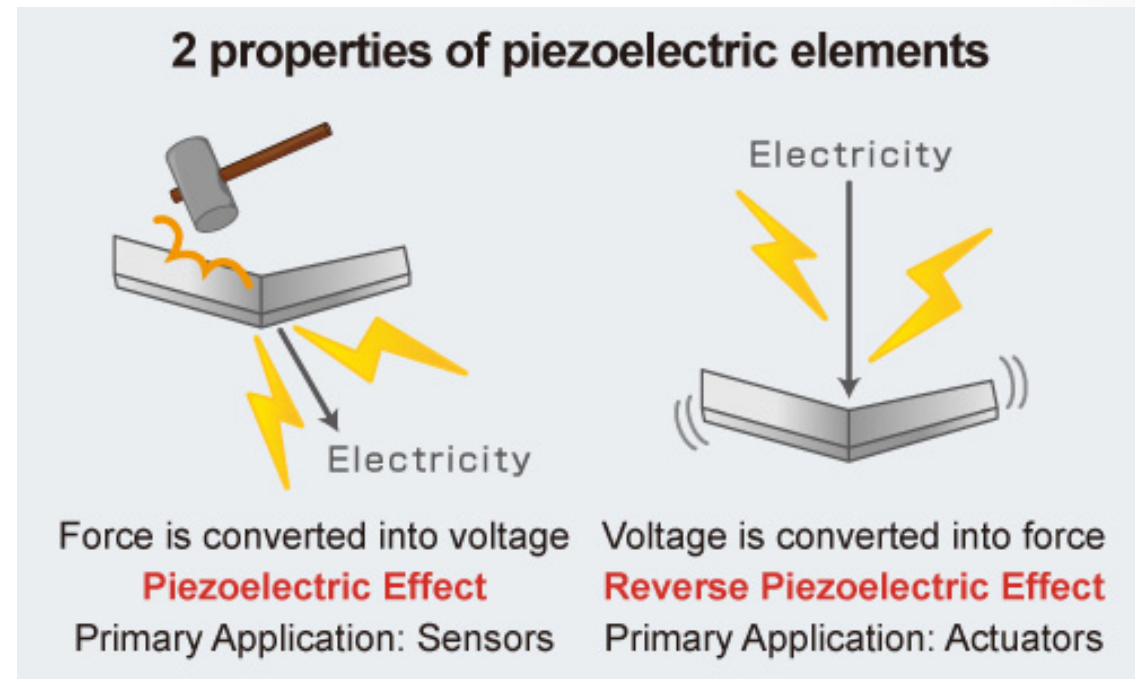 2 properties of piezoelectric elements
Electricity
Electricity
Force is converted into voltage
Piezoelectric Effect
Primary Application: Sensors
Voltage is converted into force
Reverse Piezoelectric Effect
Primary Application: Actuators